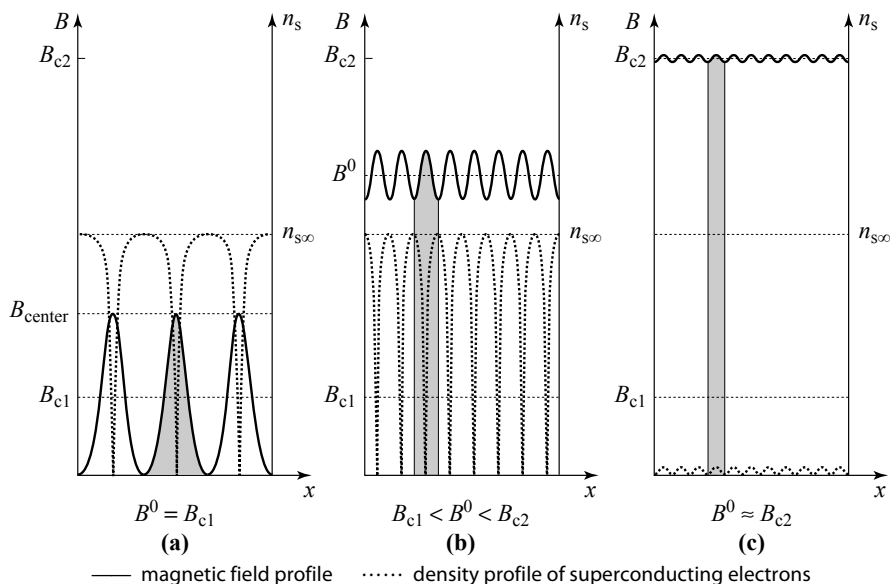 B n_s B n_s B n_s
B_c2 B_c2 B_c2
B^0
n_s∞ n_s∞ n_s∞
B_center
B_c1 B_c1 B_c1
x x x
B^0 = B_c1 B_c1 < B^0 < B_c2 B^0 ≈ B_c2
(a) (b) (c)
magnetic field profile density profile of superconducting electrons